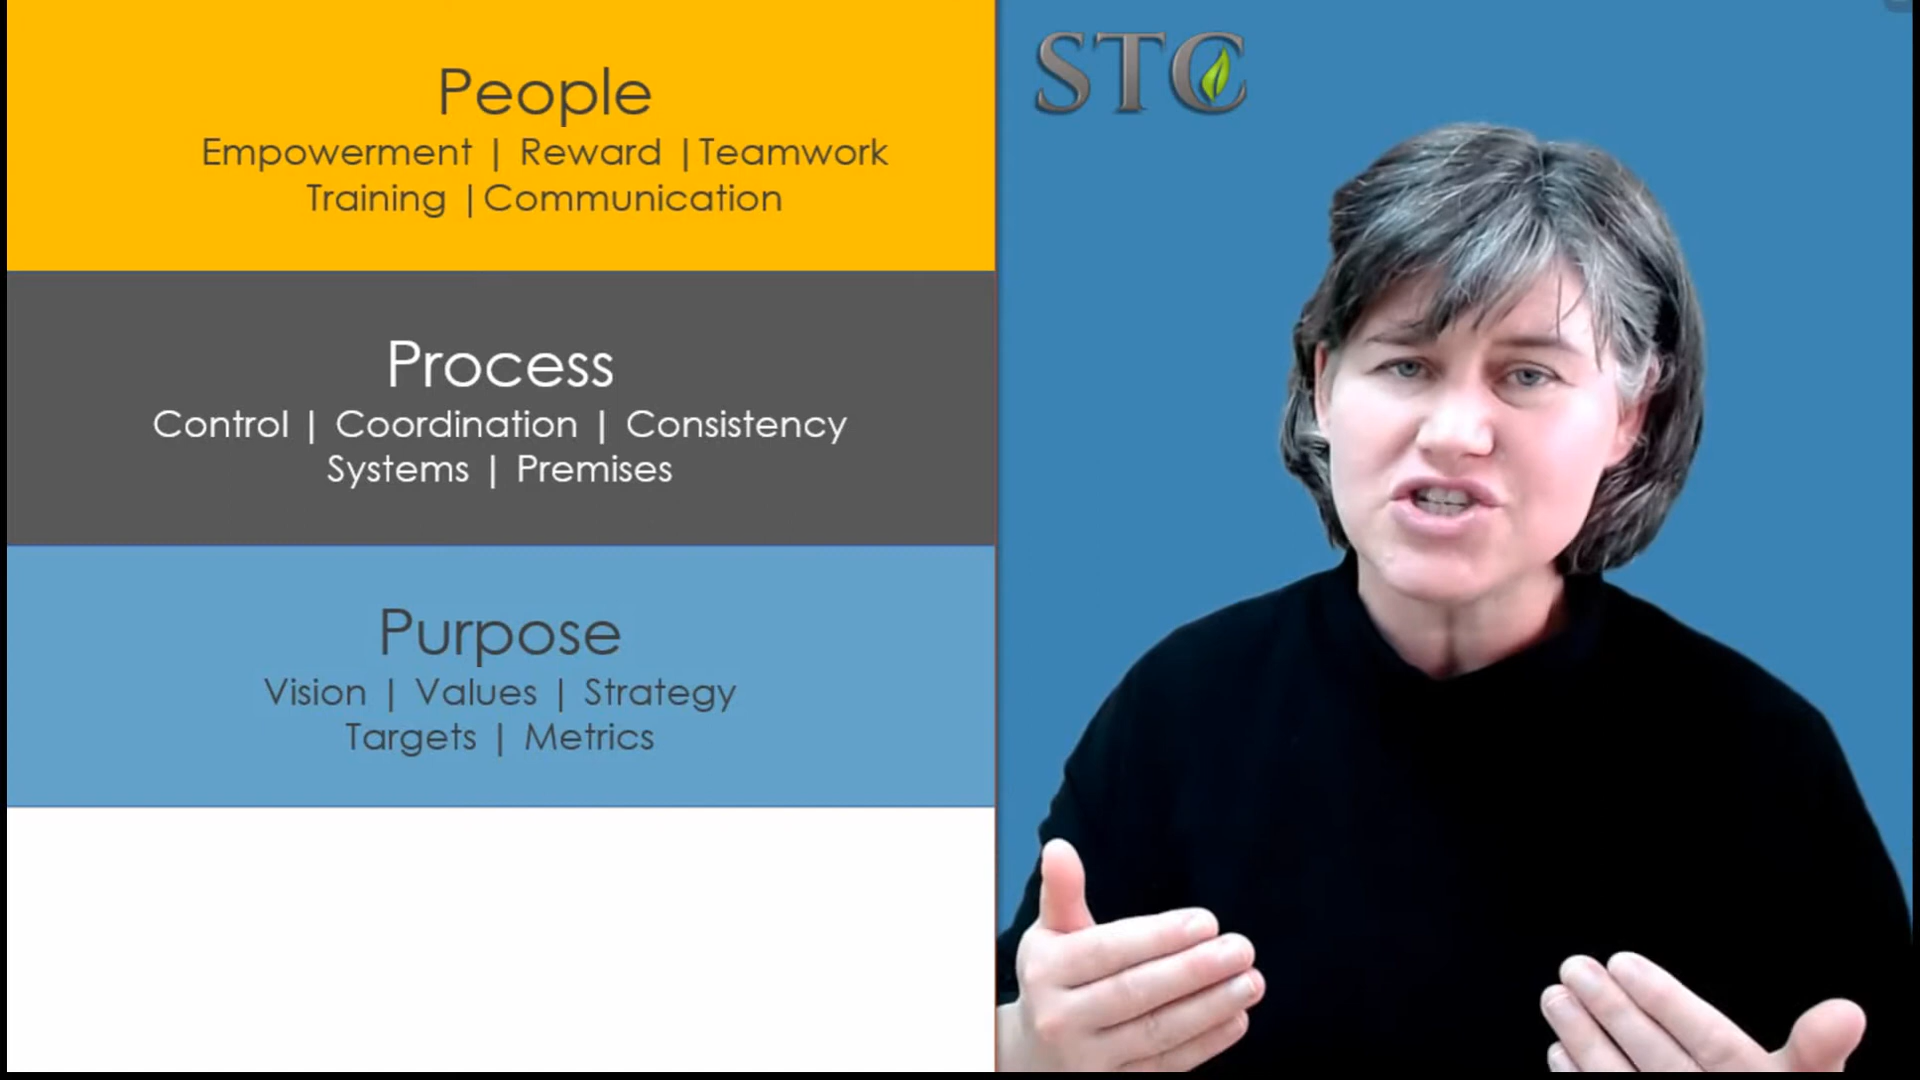 People
Empowerment | Reward |Teamwork
Training |Communication
Process
Control | Coordination | Consistency
Systems | Premises
Purpose
Vision | Values | Strategy
Targets | Metrics
STC